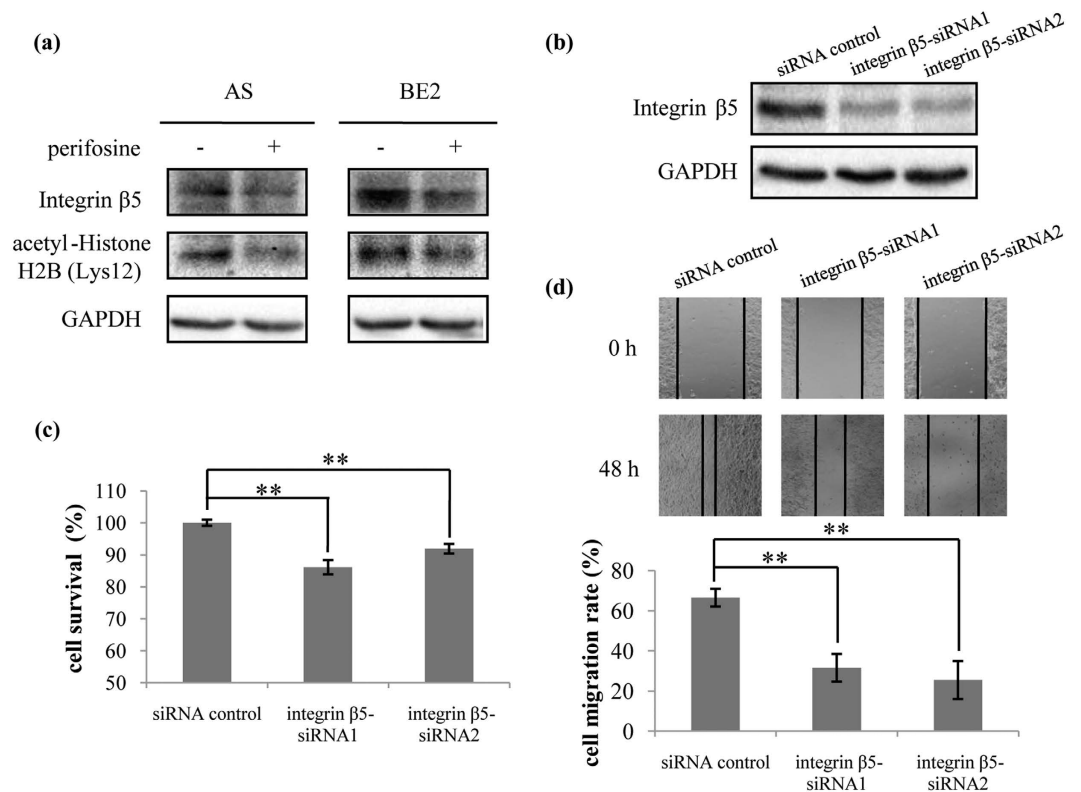 (a)
AS BE2
perifosine - + - +
Integrin β5
acetyl-Histone
H2B (Lys12)
GAPDH
(b)
siRNA control integrin β5-siRNA1 integrin β5-siRNA2
Integrin β5
GAPDH
(c)
cell survival (%)
110
100
90
80
70
60
50
** **
siRNA control integrin β5- integrin β5-
siRNA1 siRNA2
(d)
siRNA control integrin β5-siRNA1 integrin β5-siRNA2
0 h
48 h
cell migration rate (%)
80
60
40
20
0
** **
siRNA control integrin β5- integrin β5-
siRNA1 siRNA2